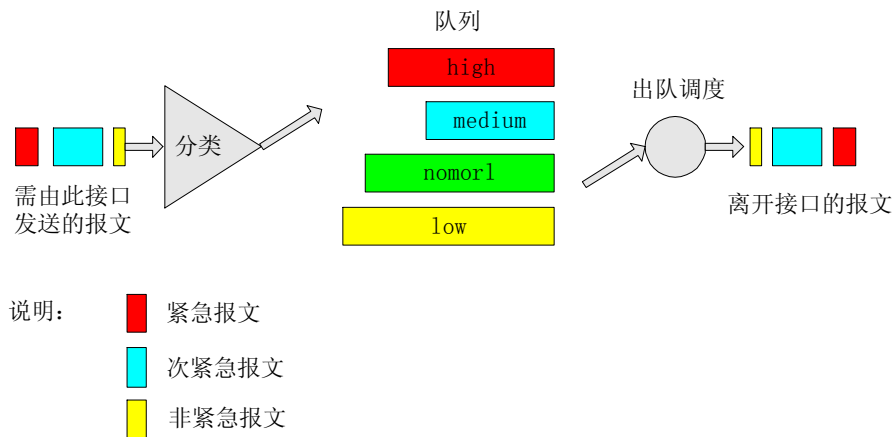 队列
high
出队调度
medium
分类
nomorl
需由此接口
发送的报文
离开接口的报文
low
说明：
紧急报文
次紧急报文
非紧急报文